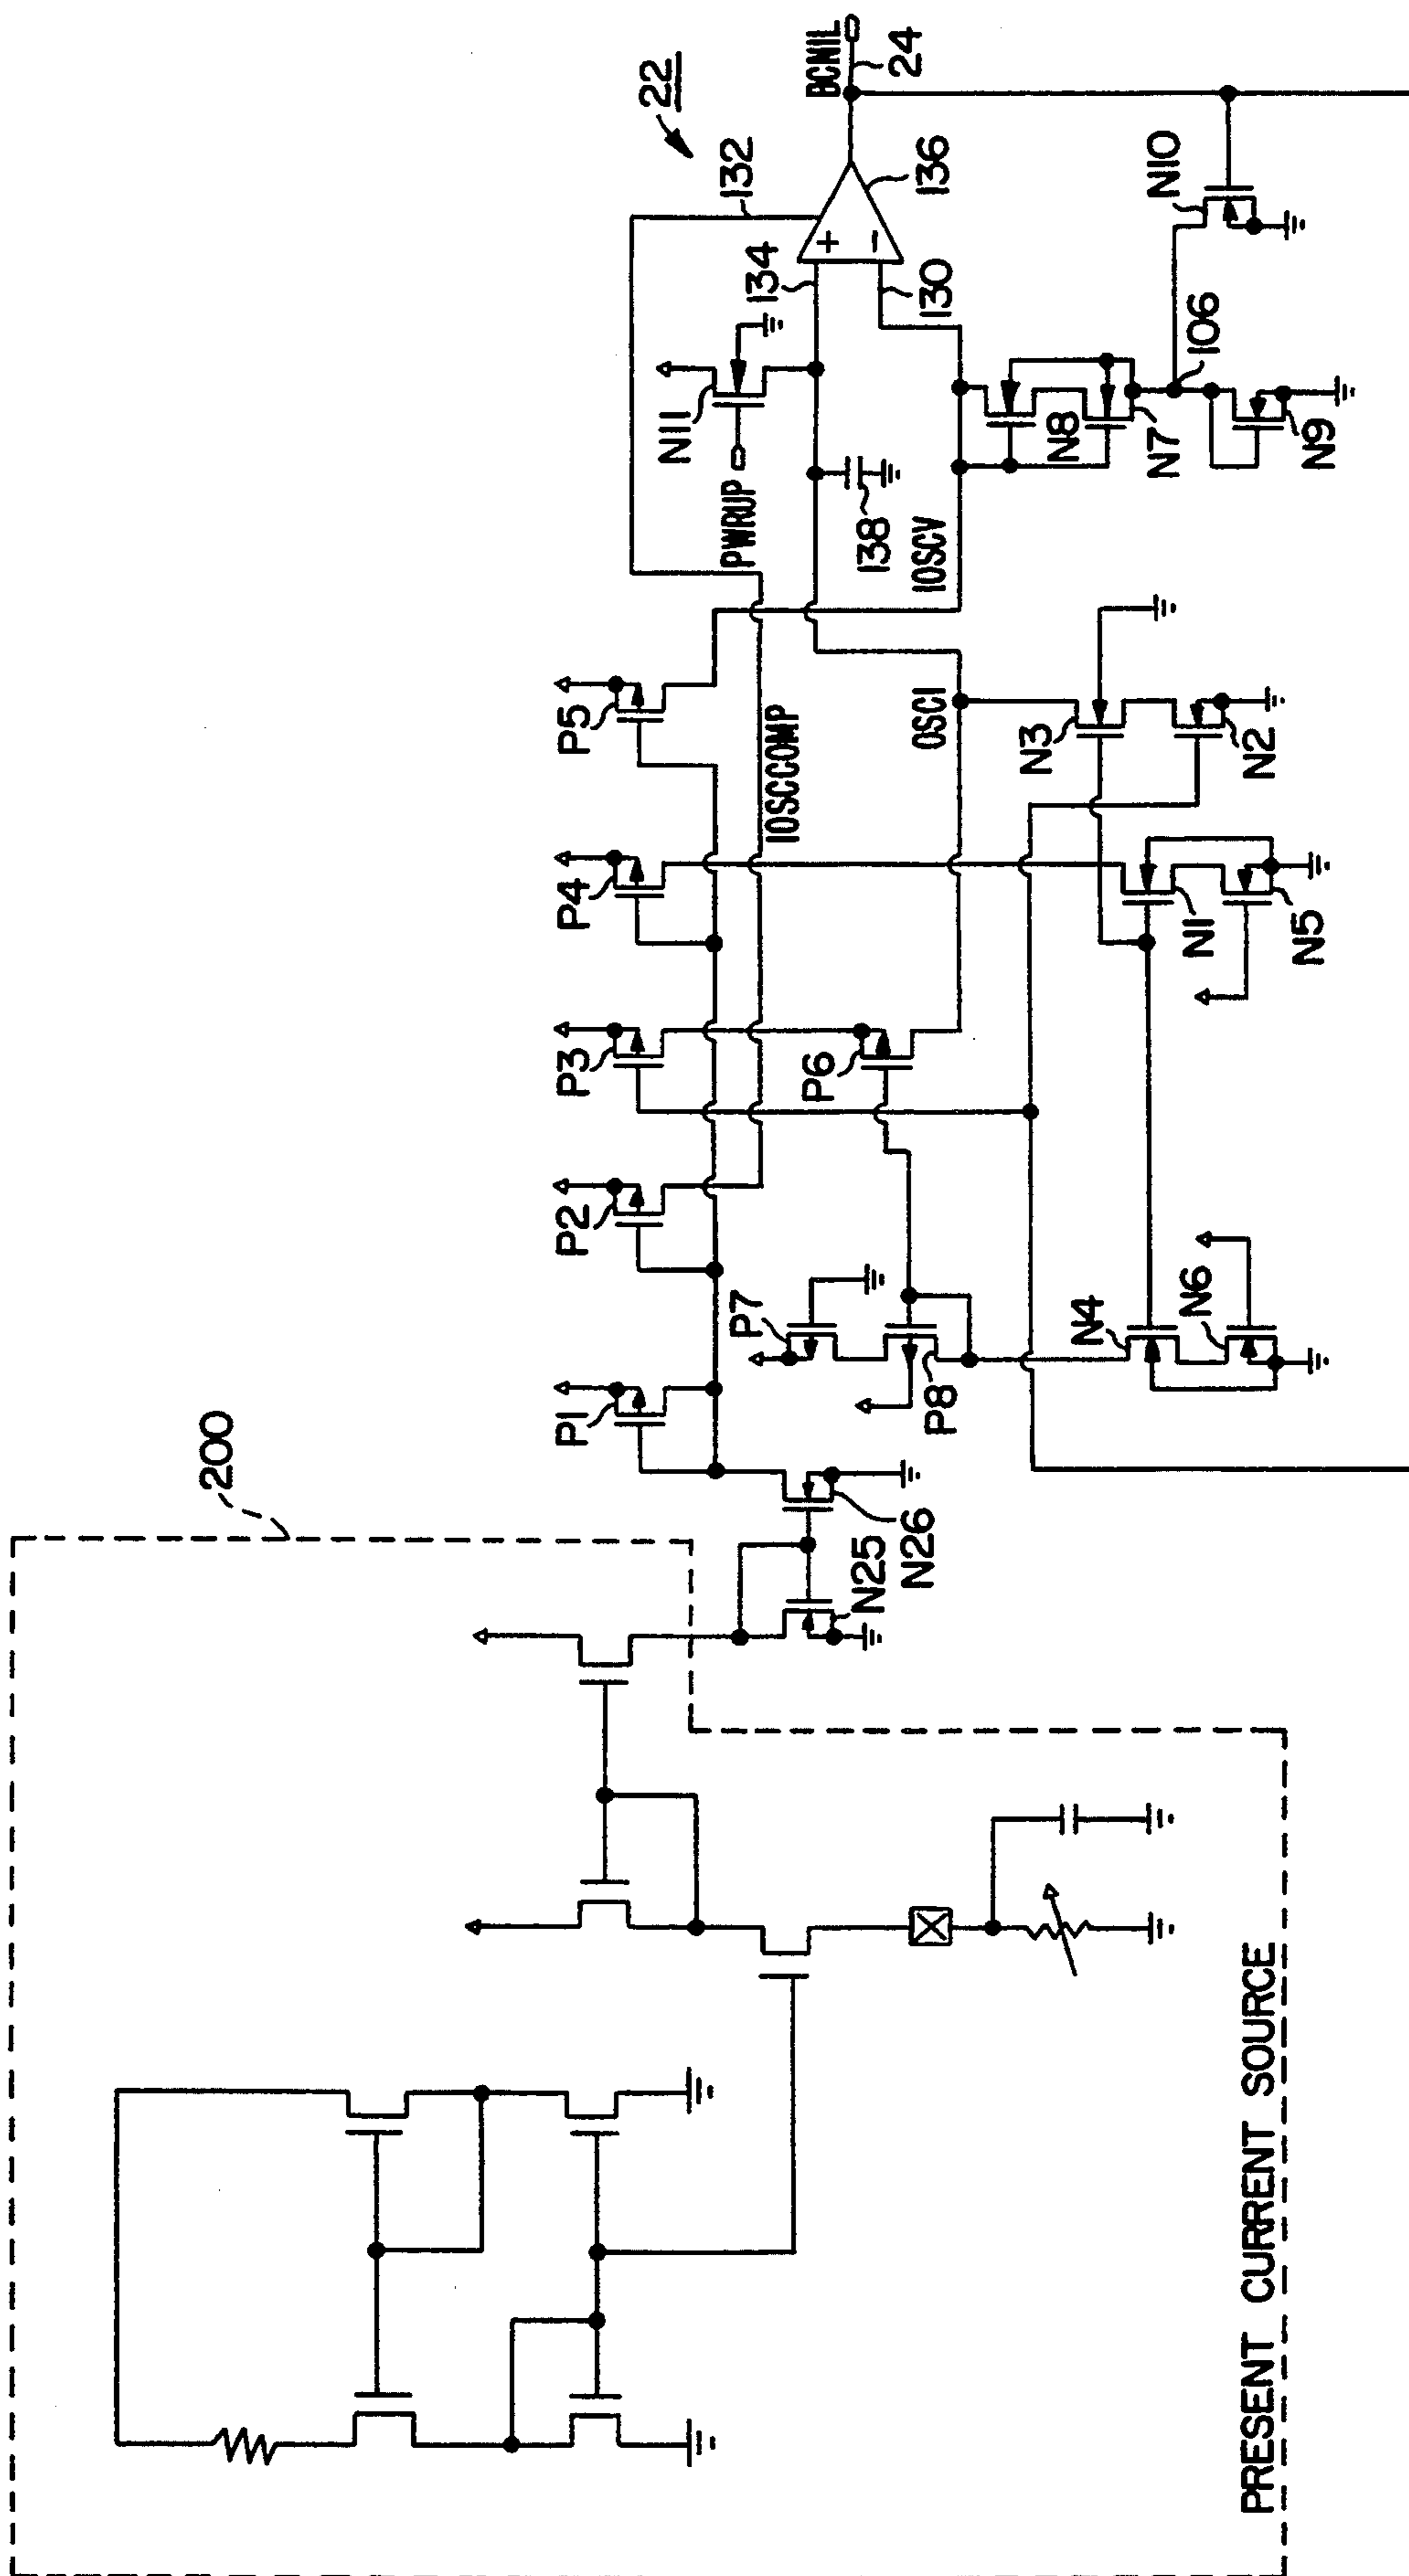 200
22
132
BCNIL
24
136
134
130
N11
PWRUP
138
IOSCV
N8
N7
106
N9
N10
P5
P4
P3
P2
P1
IOSCCOMP
OSCI
N3
N2
N1
N5
P6
P7
P8
N4
N6
N25
N26
PRESENT CURRENT SOURCE